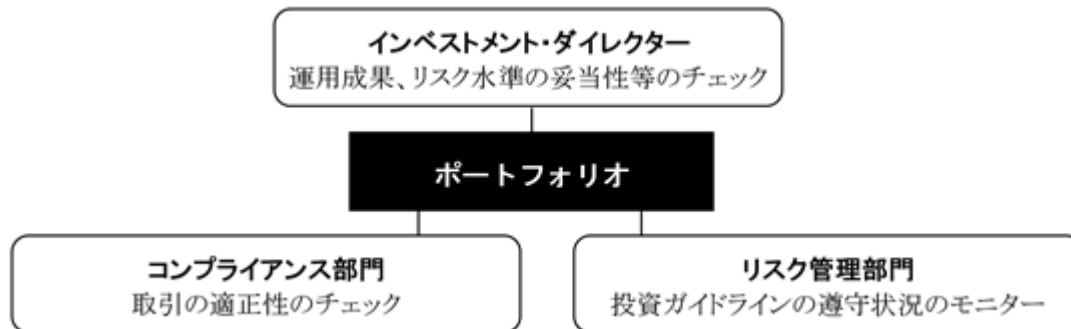 インベストメント・ダイレクター
運用成果、リスク水準の妥当性等のチェック
ポートフォリオ
コンプライアンス部門
取引の適正性のチェック
リスク管理部門
投資ガイドラインの遵守状況のモニター